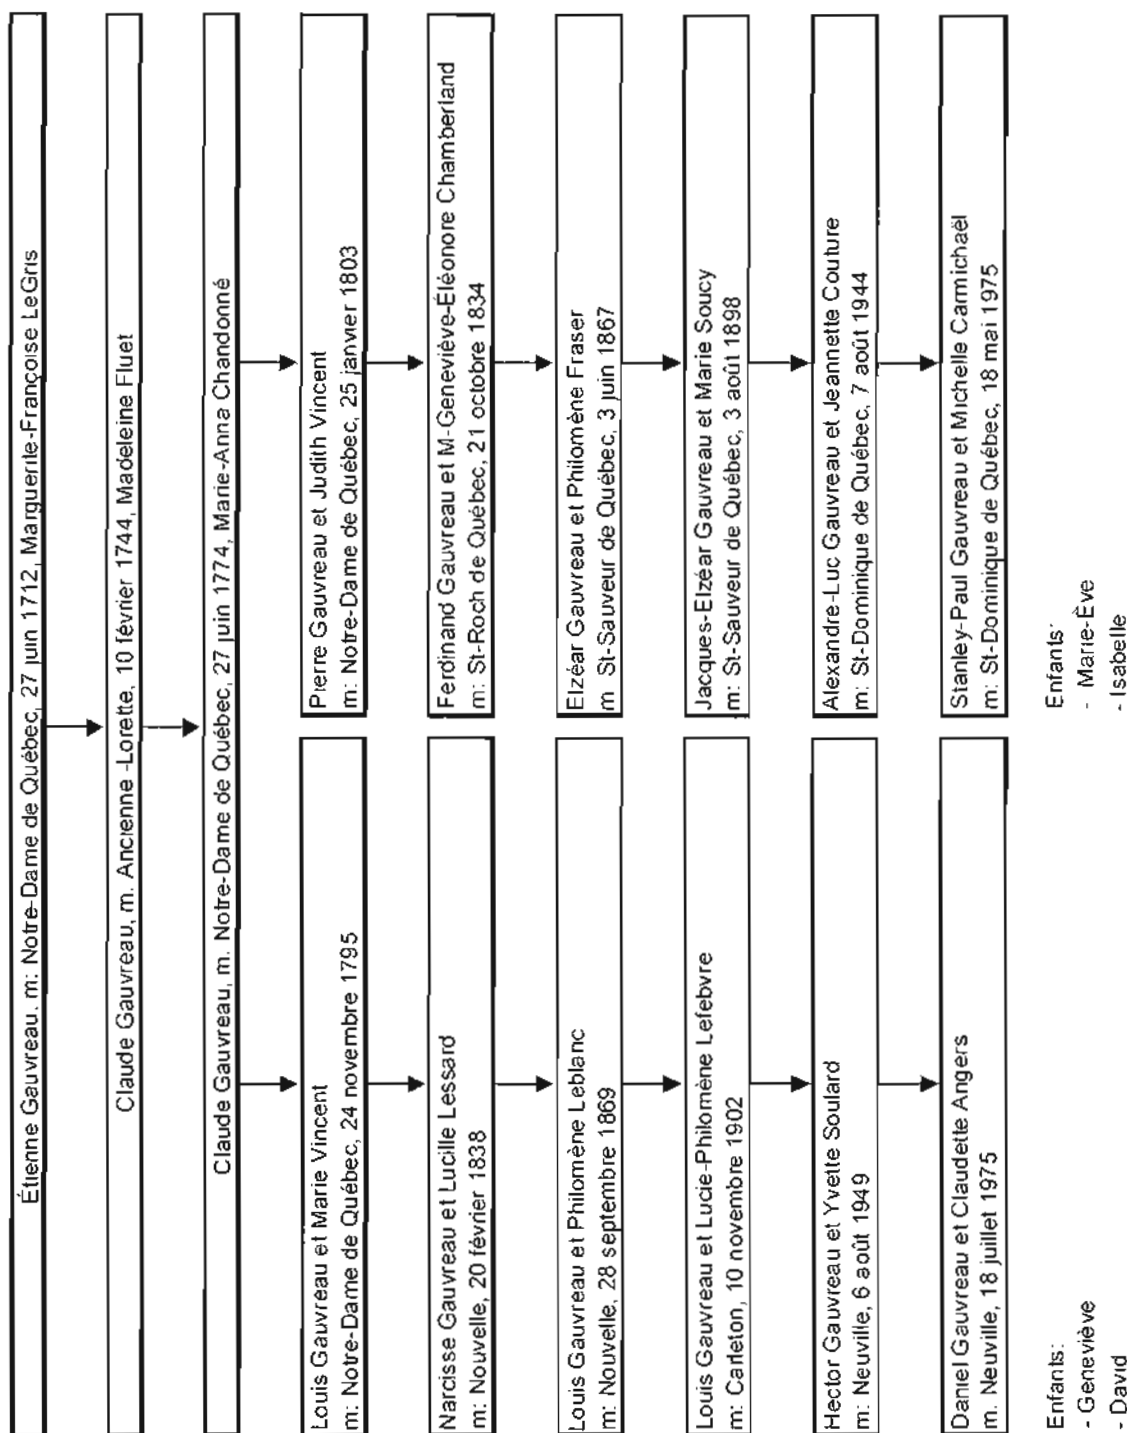 Étienne Gauvreau. m: Notre-Dame de Québec, 27 juin 1712, Marguerite-Françoise LeGris
Claude Gauvreau, m. Ancienne -Lorette, 10 février 1744, Madeleine Fluet
Claude Gauvreau, m. Notre-Dame de Québec, 27 juin 1774, Marie-Anna Chandonné
Louis Gauvreau et Marie Vincent
m: Notre-Dame de Québec, 24 novembre 1795
Narcisse Gauvreau et Lucille Lessard
m: Nouvelle, 20 février 1838
Louis Gauvreau et Philomène Leblanc
m: Nouvelle, 28 septembre 1869
Louis Gauvreau et Lucie-Philomène Lefebvre
m: Carleton, 10 novembre 1902
Hector Gauvreau et Yvette Soulard
m: Neuville, 6 août 1949
Daniel Gauvreau et Claudette Angers
m. Neuville, 18 juillet 1975
Enfants:
- Geneviève
- David
Pierre Gauvreau et Judith Vincent
m: Notre-Dame de Québec, 25 janvier 1803
Ferdinand Gauvreau et M-Geneviève-Éléonore Chamberland
m: St-Roch de Québec, 21 octobre 1834
Elzéar Gauvreau et Philomène Fraser
m St-Sauveur de Québec, 3 juin 1867
Jacques-Elzéar Gauvreau et Marie Soucy
m: St-Sauveur de Québec, 3 août 1898
Alexandre-Luc Gauvreau et Jeannette Couture
m: St-Dominique de Québec, 7 août 1944
Stanley-Paul Gauvreau et Michelle Carmichaël
m: St-Dominique de Québec, 18 mai 1975
Enfants:
- Marie-Ève
- Isabelle